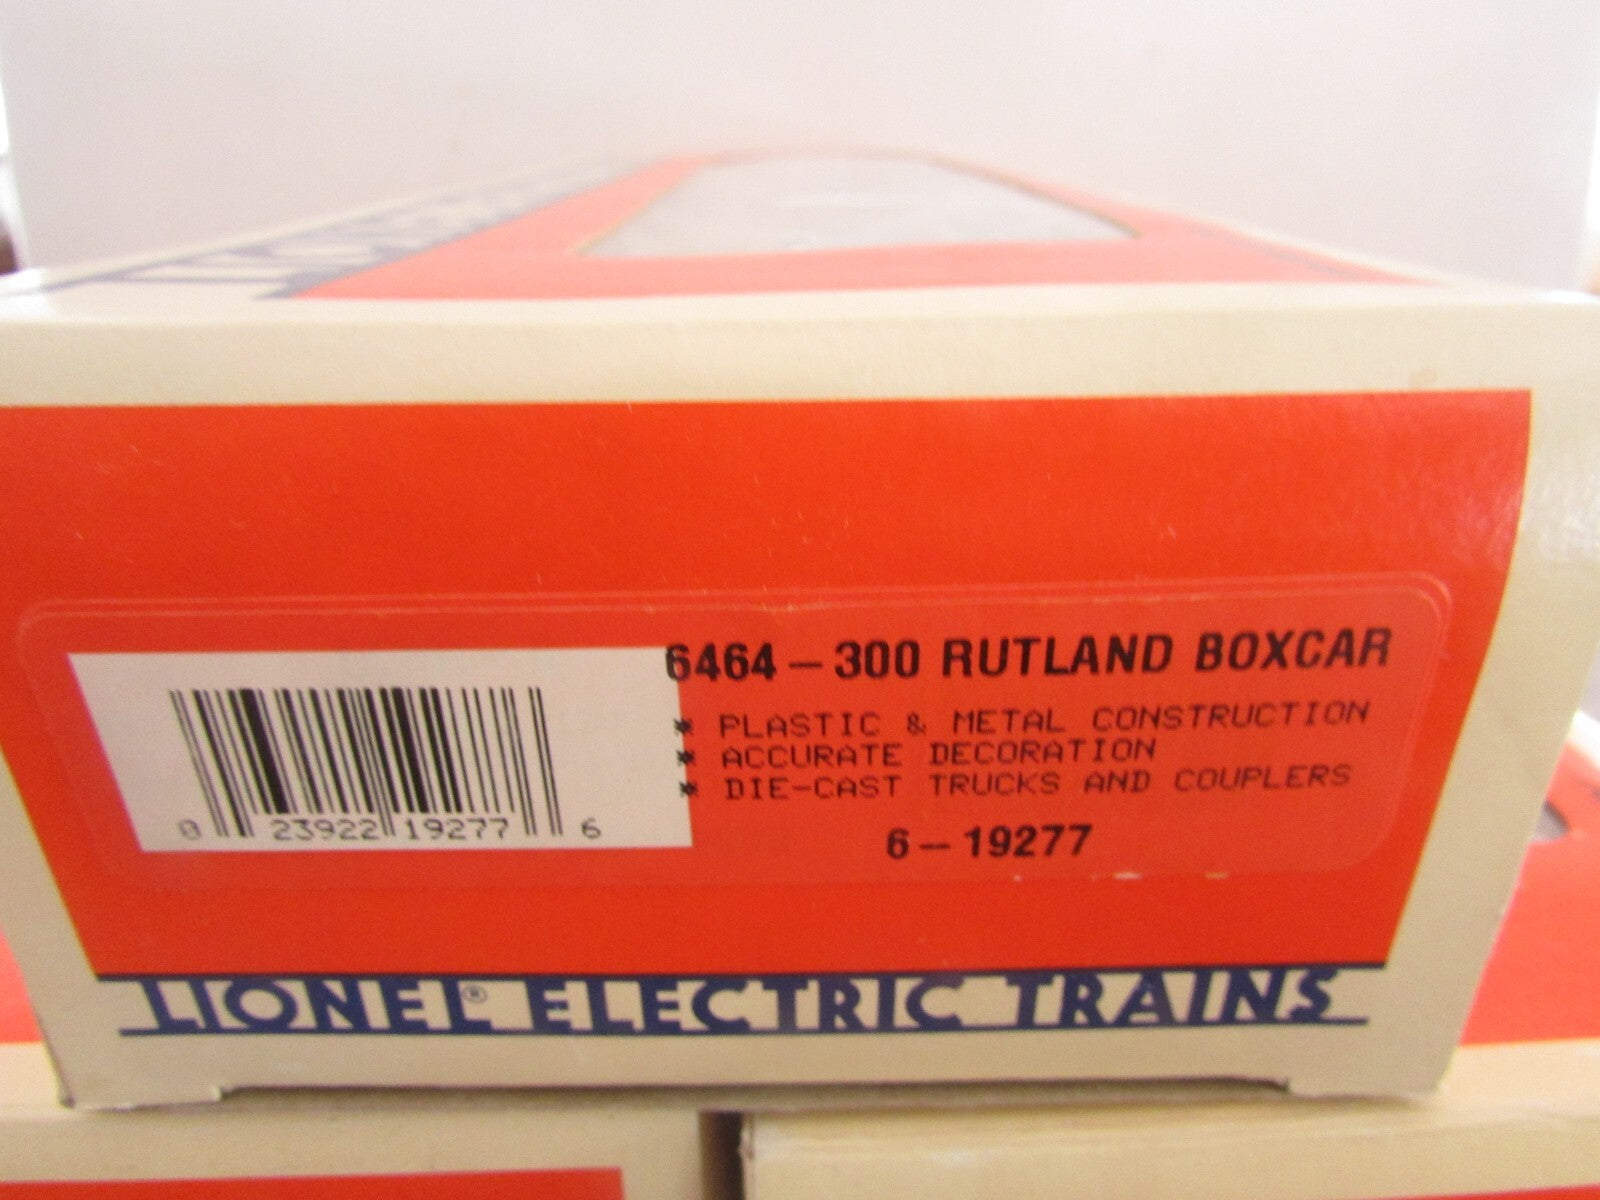 6464-300 RUTLAND BOXCAR
* PLASTIC & METAL CONSTRUCTION
* ACCURATE DECORATION
* DIE-CAST TRUCKS AND COUPLERS
6-19277
0 23922 19277 6
LIONEL® ELECTRIC TRAINS